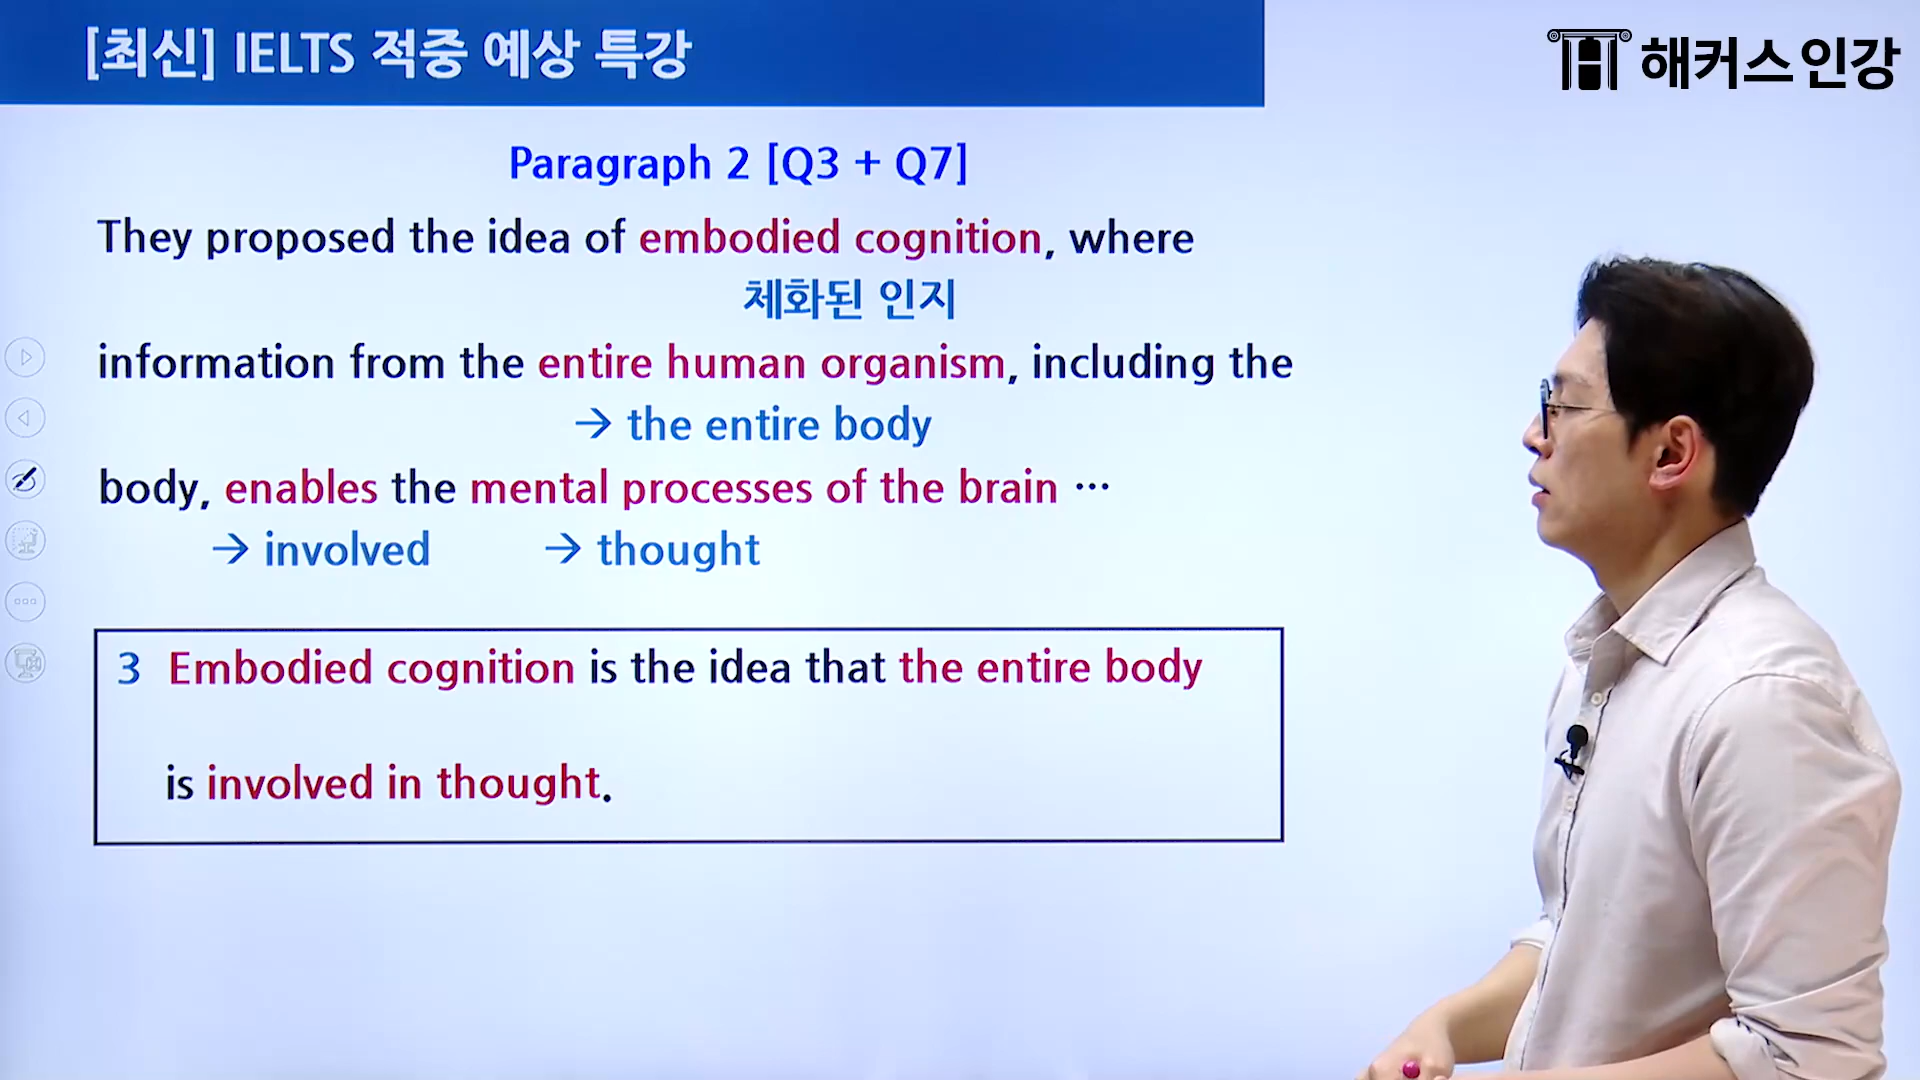 [최신] IELTS 적중 예상 특강
해커스인강
Paragraph 2 [Q3 + Q7]
They proposed the idea of embodied cognition, where
체화된 인지
information from the entire human organism, including the
→ the entire body
body, enables the mental processes of the brain …
→ involved → thought
3 Embodied cognition is the idea that the entire body
is involved in thought.